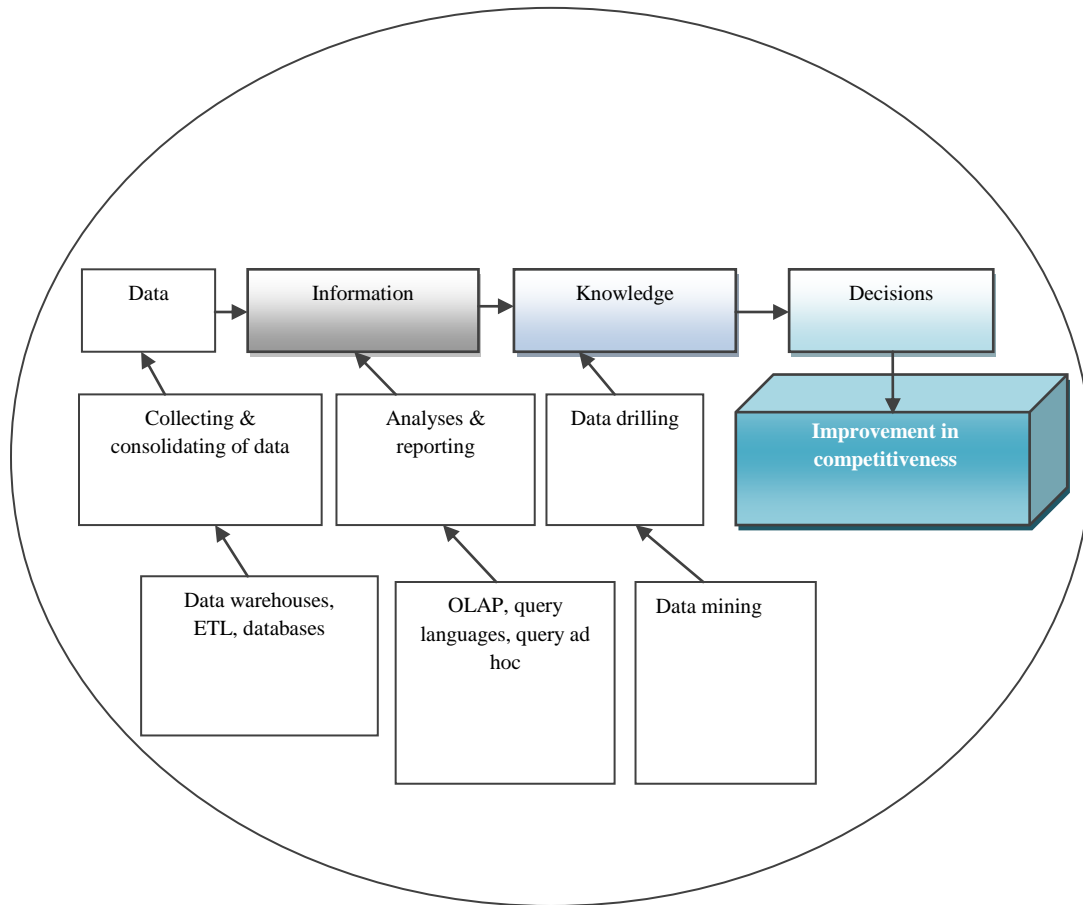 Data
Information
Knowledge
Decisions
Collecting &
consolidating of data
Analyses &
reporting
Data drilling
Improvement in
competitiveness
Data warehouses,
ETL, databases
OLAP, query
languages, query ad
hoc
Data mining